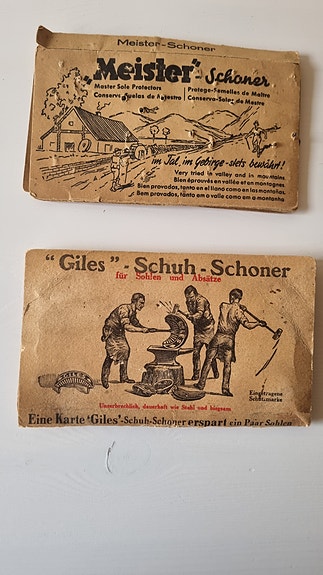 Meister-Schoner
"Meister"-Schoner
Master Sole Protectors Protege-Semelles de Maître
Conserva Suelas de Maestro Conserva-Solas de Mestre
im Tal, im Gebirge-stets bewährt!
Very tried in valley and in mountains
Bien éprouvés en vallée et en montagnes
Bien provados, tanto en el llano como en las montañas
Bem provados, tanto em o valle como em a montanha
"Giles"-Schuh-Schoner
für Sohlen und Absätze
GILES
Eingetragene
Schutzmarke
Unzerbrechlich, dauerhaft wie Stahl und biegsam
Eine Karte 'Giles'-Schuh-Schoner erspart ein Paar Sohlen